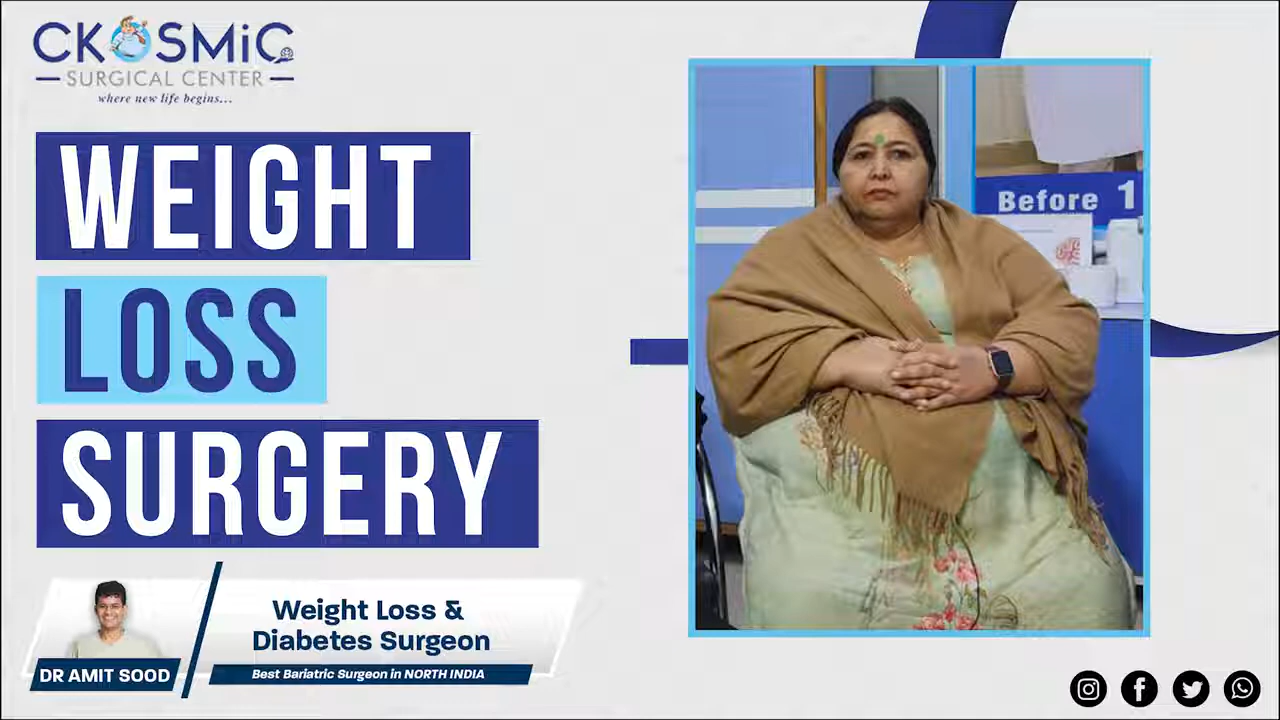 CKOSMiC
SURGICAL CENTER
where new life begins...
WEIGHT
LOSS
SURGERY
Before 1
Weight Loss &
Diabetes Surgeon
DR AMIT SOOD
Best Bariatric Surgeon in NORTH INDIA